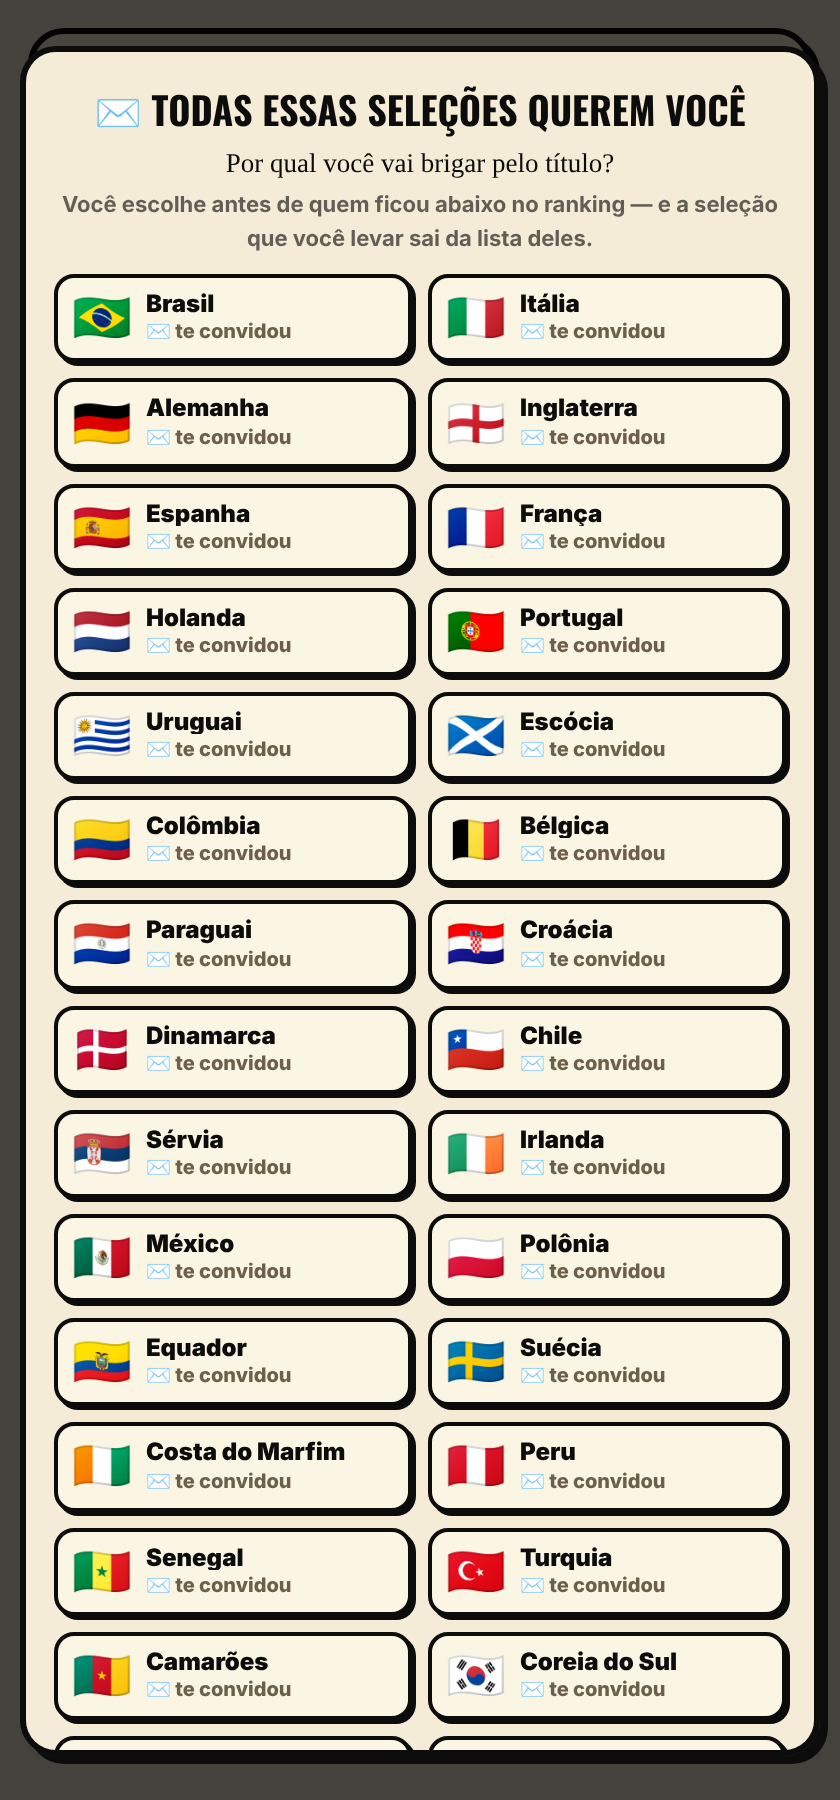 ✉️ TODAS ESSAS SELEÇÕES QUEREM VOCÊ
Por qual você vai brigar pelo título?
Você escolhe antes de quem ficou abaixo no ranking — e a seleção
que você levar sai da lista deles.
Brasil
✉️ te convidou
Itália
✉️ te convidou
Alemanha
✉️ te convidou
Inglaterra
✉️ te convidou
Espanha
✉️ te convidou
França
✉️ te convidou
Holanda
✉️ te convidou
Portugal
✉️ te convidou
Uruguai
✉️ te convidou
Escócia
✉️ te convidou
Colômbia
✉️ te convidou
Bélgica
✉️ te convidou
Paraguai
✉️ te convidou
Croácia
✉️ te convidou
Dinamarca
✉️ te convidou
Chile
✉️ te convidou
Sérvia
✉️ te convidou
Irlanda
✉️ te convidou
México
✉️ te convidou
Polônia
✉️ te convidou
Equador
✉️ te convidou
Suécia
✉️ te convidou
Costa do Marfim
✉️ te convidou
Peru
✉️ te convidou
Senegal
✉️ te convidou
Turquia
✉️ te convidou
Camarões
✉️ te convidou
Coreia do Sul
✉️ te convidou